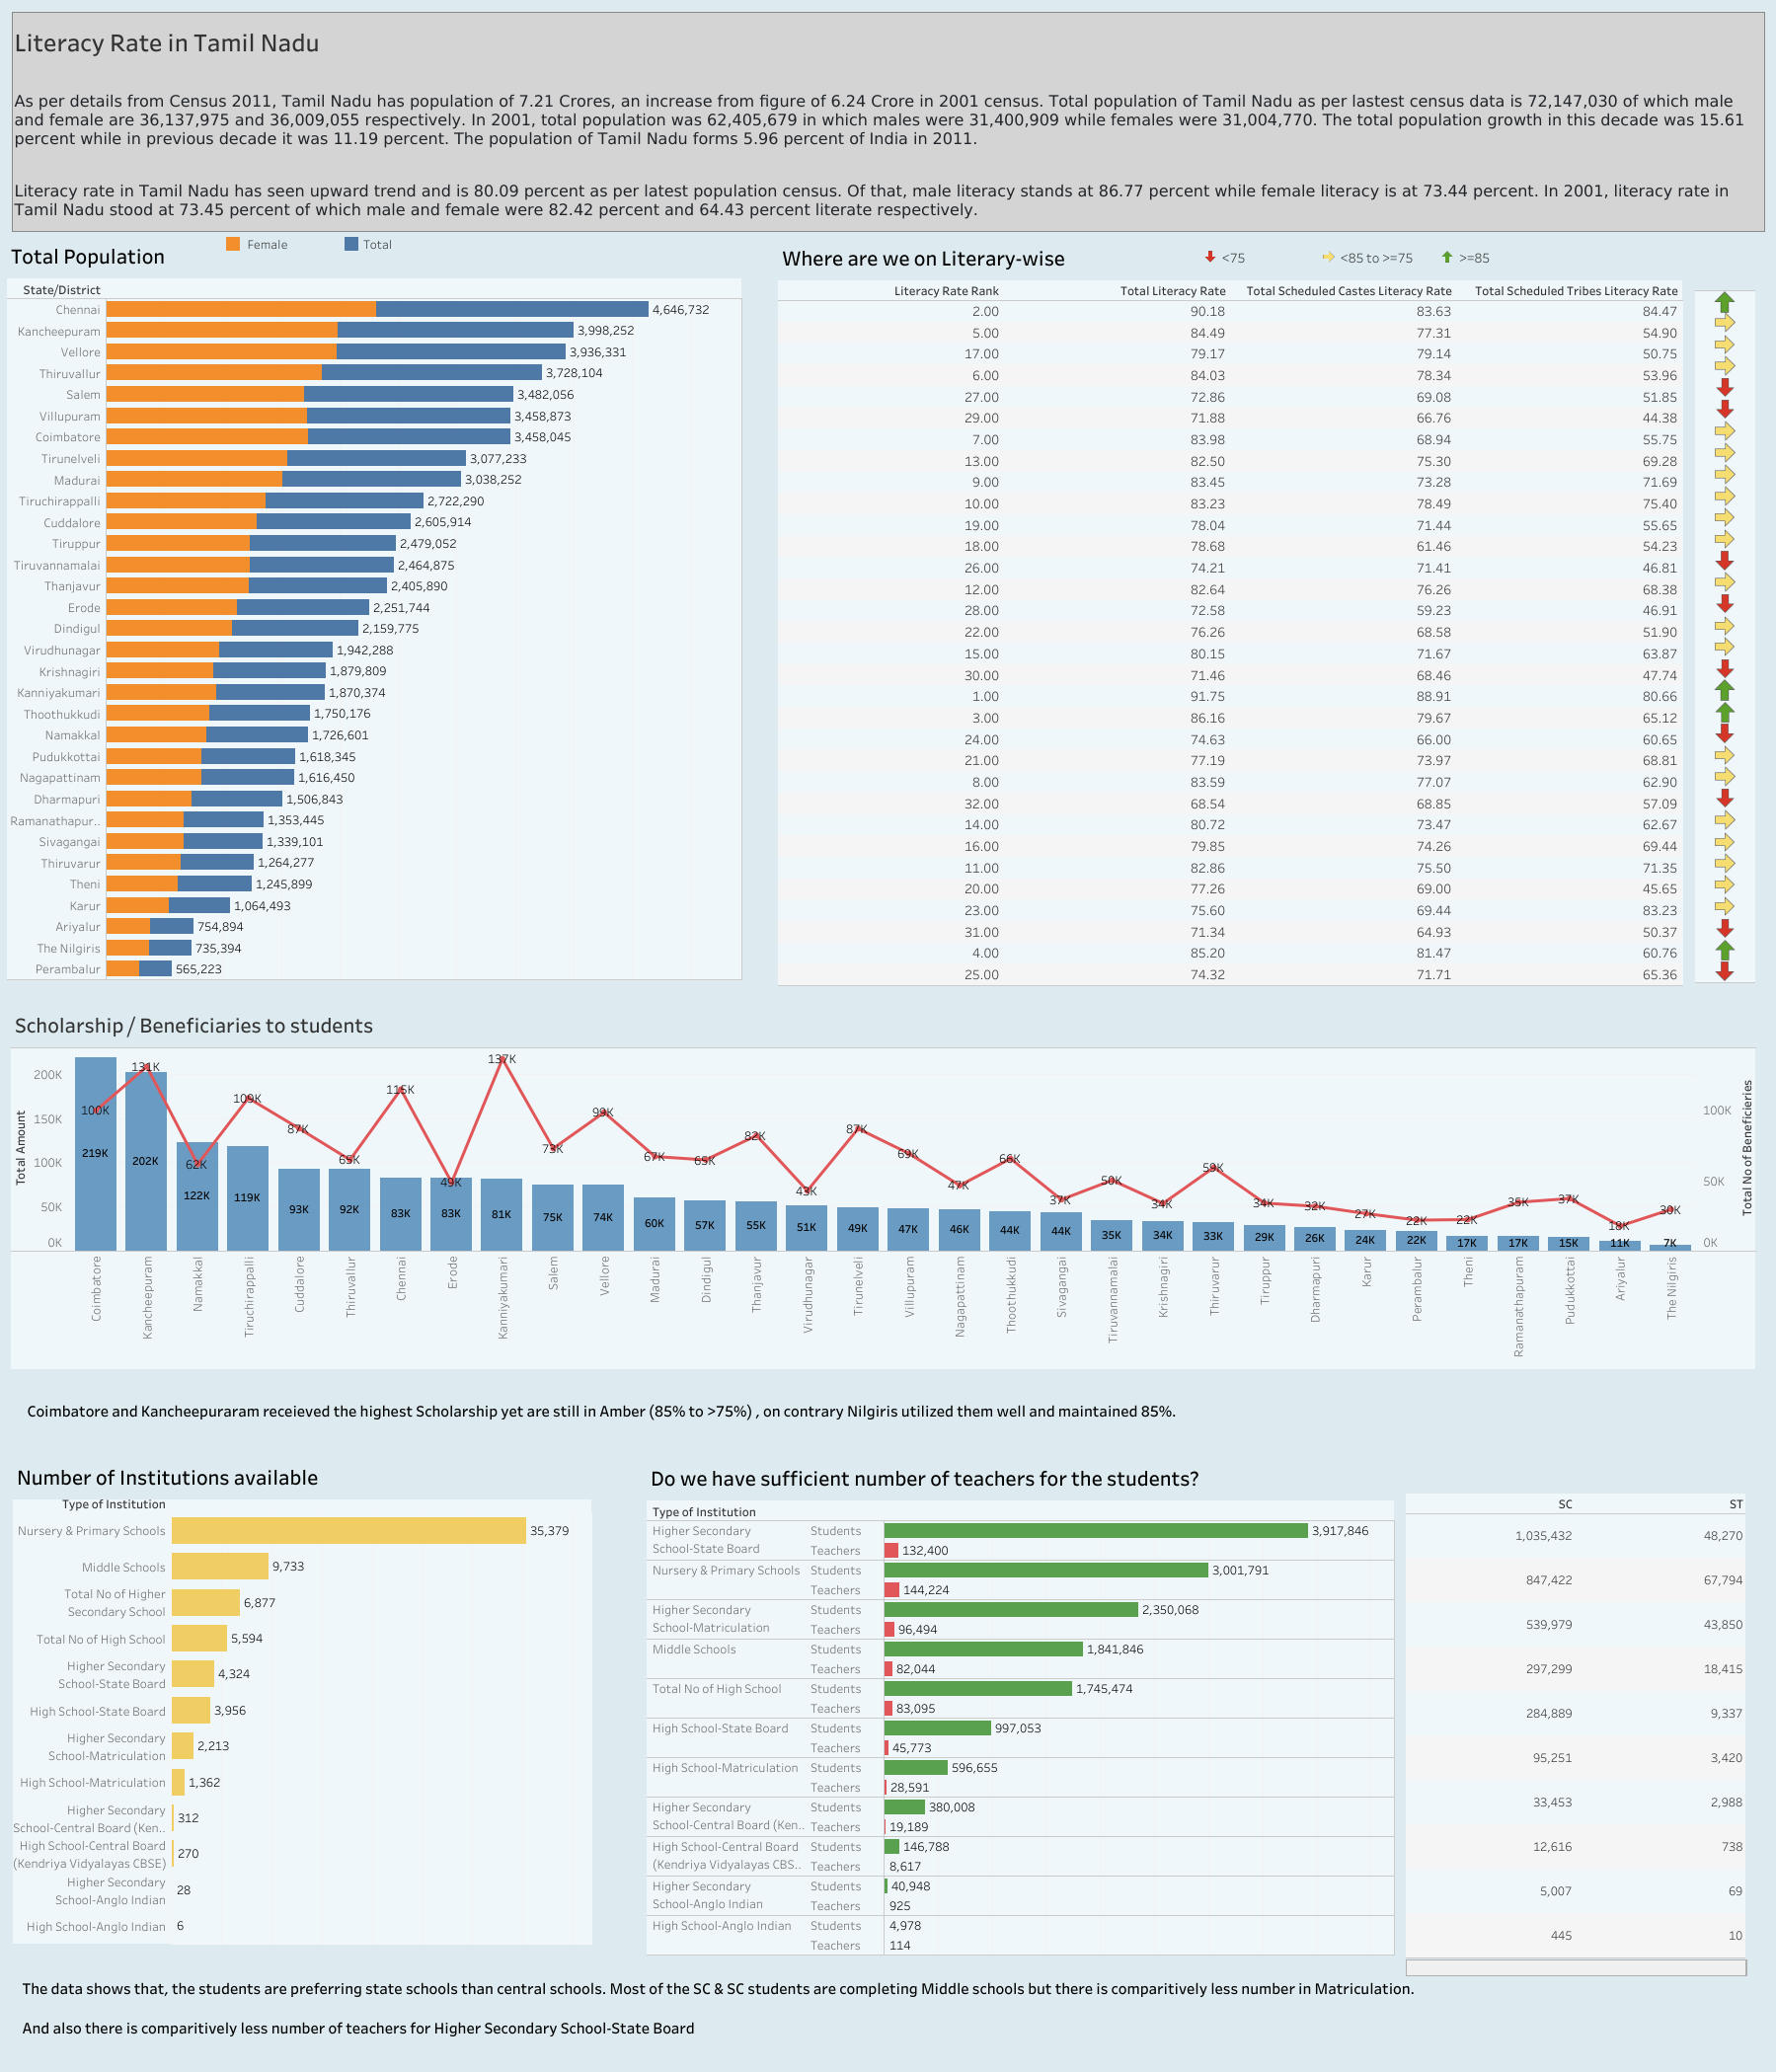 Literacy Rate in Tamil Nadu
As per details from Census 2011, Tamil Nadu has population of 7.21 Crores, an increase from figure of 6.24 Crore in 2001 census. Total population of Tamil Nadu as per lastest census data is 72,147,030 of which male
and female are 36,137,975 and 36,009,055 respectively. In 2001, total population was 62,405,679 in which males were 31,400,909 while females were 31,004,770. The total population growth in this decade was 15.61
percent while in previous decade it was 11.19 percent. The population of Tamil Nadu forms 5.96 percent of India in 2011.
Literacy rate in Tamil Nadu has seen upward trend and is 80.09 percent as per latest population census. Of that, male literacy stands at 86.77 percent while female literacy is at 73.44 percent. In 2001, literacy rate in
Tamil Nadu stood at 73.45 percent of which male and female were 82.42 percent and 64.43 percent literate respectively.
Total Population
Female Total
State/District
Chennai 4,646,732
Kancheepuram 3,998,252
Vellore 3,936,331
Thiruvallur 3,728,104
Salem 3,482,056
Villupuram 3,458,873
Coimbatore 3,458,045
Tirunelveli 3,077,233
Madurai 3,038,252
Tiruchirappalli 2,722,290
Cuddalore 2,605,914
Tiruppur 2,479,052
Tiruvannamalai 2,464,875
Thanjavur 2,405,890
Erode 2,251,744
Dindigul 2,159,775
Virudhunagar 1,942,288
Krishnagiri 1,879,809
Kanniyakumari 1,870,374
Thoothukkudi 1,750,176
Namakkal 1,726,601
Pudukkottai 1,618,345
Nagapattinam 1,616,450
Dharmapuri 1,506,843
Ramanathapur.. 1,353,445
Sivagangai 1,339,101
Thiruvarur 1,264,277
Theni 1,245,899
Karur 1,064,493
Ariyalur 754,894
The Nilgiris 735,394
Perambalur 565,223
Where are we on Literary-wise
<75 <85 to >=75 >=85
Literacy Rate Rank Total Literacy Rate Total Scheduled Castes Literacy Rate Total Scheduled Tribes Literacy Rate
2.00 90.18 83.63 84.47
5.00 84.49 77.31 54.90
17.00 79.17 79.14 50.75
6.00 84.03 78.34 53.96
27.00 72.86 69.08 51.85
29.00 71.88 66.76 44.38
7.00 83.98 68.94 55.75
13.00 82.50 75.30 69.28
9.00 83.45 73.28 71.69
10.00 83.23 78.49 75.40
19.00 78.04 71.44 55.65
18.00 78.68 61.46 54.23
26.00 74.21 71.41 46.81
12.00 82.64 76.26 68.38
28.00 72.58 59.23 46.91
22.00 76.26 68.58 51.90
15.00 80.15 71.67 63.87
30.00 71.46 68.46 47.74
1.00 91.75 88.91 80.66
3.00 86.16 79.67 65.12
24.00 74.63 66.00 60.65
21.00 77.19 73.97 68.81
8.00 83.59 77.07 62.90
32.00 68.54 68.85 57.09
14.00 80.72 73.47 62.67
16.00 79.85 74.26 69.44
11.00 82.86 75.50 71.35
20.00 77.26 69.00 45.65
23.00 75.60 69.44 83.23
31.00 71.34 64.93 50.37
4.00 85.20 81.47 60.76
25.00 74.32 71.71 65.36
Scholarship / Beneficiaries to students
Total Amount
200K
150K
100K
50K
0K
100K 131K 62K 109K 87K 65K 115K 49K 137K 73K 99K 67K 65K 82K 43K 87K 69K 47K 66K 37K 50K 34K 59K 34K 32K 27K 22K 22K 35K 37K 18K 30K
219K 202K 122K 119K 93K 92K 83K 83K 81K 75K 74K 60K 57K 55K 51K 49K 47K 46K 44K 44K 35K 34K 33K 29K 26K 24K 22K 17K 17K 15K 11K 7K
100K
50K
0K
Total No of Beneficieries
Coimbatore
Kancheepuram
Namakkal
Tiruchirappalli
Cuddalore
Thiruvallur
Chennai
Erode
Kanniyakumari
Salem
Vellore
Madurai
Dindigul
Thanjavur
Virudhunagar
Tirunelveli
Villupuram
Nagapattinam
Thoothukkudi
Sivagangai
Tiruvannamalai
Krishnagiri
Thiruvarur
Tiruppur
Dharmapuri
Karur
Perambalur
Theni
Ramanathapuram
Pudukkottai
Ariyalur
The Nilgiris
Coimbatore and Kancheepuraram receieved the highest Scholarship yet are still in Amber (85% to >75%) , on contrary Nilgiris utilized them well and maintained 85%.
Number of Institutions available
Type of Institution
Nursery & Primary Schools 35,379
Middle Schools 9,733
Total No of Higher
Secondary School 6,877
Total No of High School 5,594
Higher Secondary
School-State Board 4,324
High School-State Board 3,956
Higher Secondary
School-Matriculation 2,213
High School-Matriculation 1,362
Higher Secondary
School-Central Board (Ken.. 312
High School-Central Board
(Kendriya Vidyalayas CBSE) 270
Higher Secondary
School-Anglo Indian 28
High School-Anglo Indian 6
Do we have sufficient number of teachers for the students?
Type of Institution
Higher Secondary Students 3,917,846
School-State Board Teachers 132,400
Nursery & Primary Schools Students 3,001,791
Teachers 144,224
Higher Secondary Students 2,350,068
School-Matriculation Teachers 96,494
Middle Schools Students 1,841,846
Teachers 82,044
Total No of High School Students 1,745,474
Teachers 83,095
High School-State Board Students 997,053
Teachers 45,773
High School-Matriculation Students 596,655
Teachers 28,591
Higher Secondary Students 380,008
School-Central Board (Ken.. Teachers 19,189
High School-Central Board Students 146,788
(Kendriya Vidyalayas CBS.. Teachers 8,617
Higher Secondary Students 40,948
School-Anglo Indian Teachers 925
High School-Anglo Indian Students 4,978
Teachers 114
SC ST
1,035,432 48,270
847,422 67,794
539,979 43,850
297,299 18,415
284,889 9,337
95,251 3,420
33,453 2,988
12,616 738
5,007 69
445 10
The data shows that, the students are preferring state schools than central schools. Most of the SC & SC students are completing Middle schools but there is comparitively less number in Matriculation.
And also there is comparitively less number of teachers for Higher Secondary School-State Board